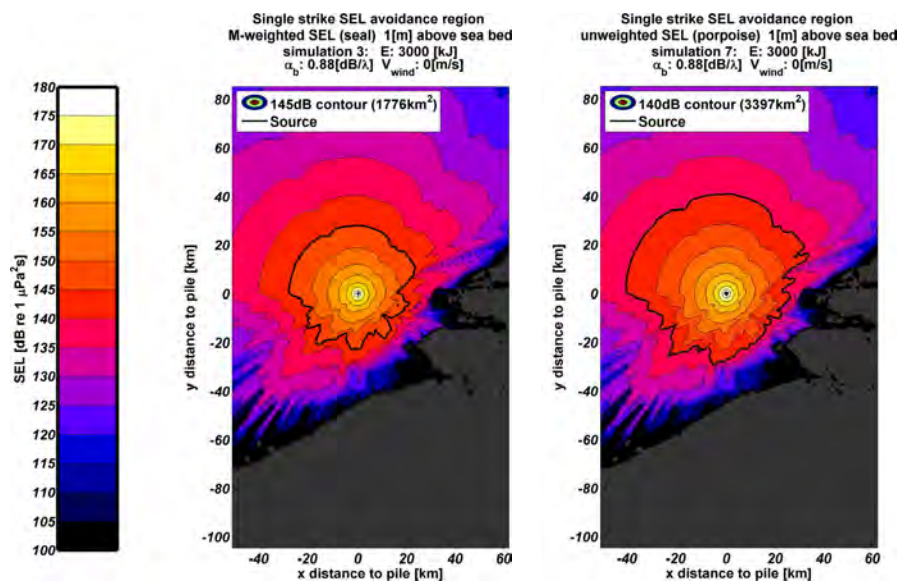 Single strike SEL avoidance region
M-weighted SEL (seal) 1[m] above sea bed
simulation 3: E: 3000 [kJ]
αb: 0.88[dB/λ] Vwind: 0[m/s]
Single strike SEL avoidance region
unweighted SEL (porpoise) 1[m] above sea bed
simulation 7: E: 3000 [kJ]
αb: 0.88[dB/λ] Vwind: 0[m/s]
SEL [dB re 1 μPa²s]
180
175
170
165
160
155
150
145
140
135
130
125
120
115
110
105
100
145dB contour (1776km²)
Source
y distance to pile [km]
80
60
40
20
0
-20
-40
-60
-80
-100
-40
-20
0
20
40
60
x distance to pile [km]
140dB contour (3397km²)
Source
y distance to pile [km]
80
60
40
20
0
-20
-40
-60
-80
-100
-40
-20
0
20
40
60
x distance to pile [km]